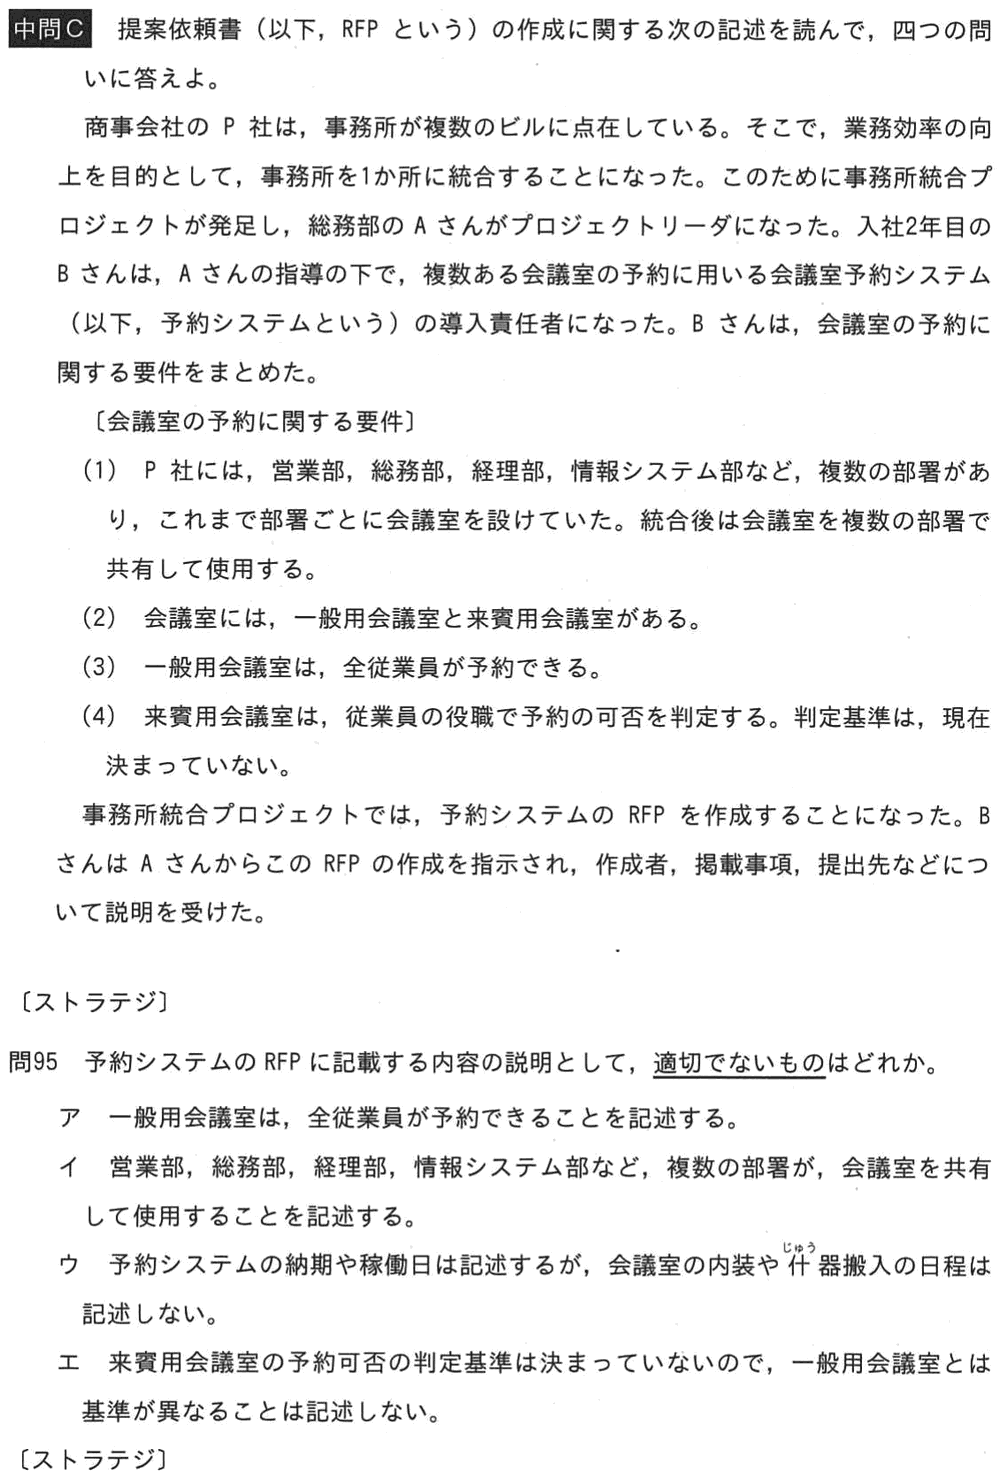 中問C 提案依頼書（以下，RFP という）の作成に関する次の記述を読んで，四つの問
いに答えよ。
商事会社の P 社は，事務所が複数のビルに点在している。そこで，業務効率の向
上を目的として，事務所を1か所に統合することになった。このために事務所統合プ
ロジェクトが発足し，総務部の A さんがプロジェクトリーダになった。入社2年目の
B さんは，A さんの指導の下で，複数ある会議室の予約に用いる会議室予約システム
（以下，予約システムという）の導入責任者になった。B さんは，会議室の予約に
関する要件をまとめた。
〔会議室の予約に関する要件〕
(1) P 社には，営業部，総務部，経理部，情報システム部など，複数の部署があ
り，これまで部署ごとに会議室を設けていた。統合後は会議室を複数の部署で
共有して使用する。
(2) 会議室には，一般用会議室と来賓用会議室がある。
(3) 一般用会議室は，全従業員が予約できる。
(4) 来賓用会議室は，従業員の役職で予約の可否を判定する。判定基準は，現在
決まっていない。
事務所統合プロジェクトでは，予約システムの RFP を作成することになった。B
さんは A さんからこの RFP の作成を指示され，作成者，掲載事項，提出先などにつ
いて説明を受けた。
〔ストラテジ〕
問95 予約システムの RFP に記載する内容の説明として，適切でないものはどれか。
ア 一般用会議室は，全従業員が予約できることを記述する。
イ 営業部，総務部，経理部，情報システム部など，複数の部署が，会議室を共有
して使用することを記述する。
じゅう
ウ 予約システムの納期や稼働日は記述するが，会議室の内装や什器搬入の日程は
記述しない。
エ 来賓用会議室の予約可否の判定基準は決まっていないので，一般用会議室とは
基準が異なることは記述しない。
〔ストラテジ〕